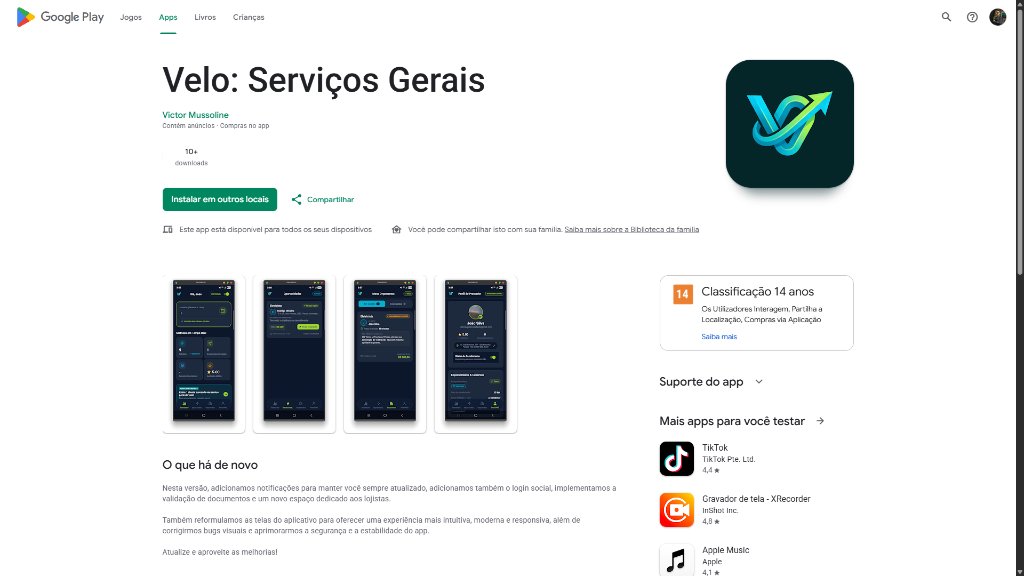 Google Play
Jogos
Apps
Livros
Crianças
Velo: Serviços Gerais
Victor Mussoline
Contém anúncios · Compras no app
10+
downloads
Instalar em outros locais
Compartilhar
Este app está disponível para todos os seus dispositivos
Você pode compartilhar isto com sua família. Saiba mais sobre a Biblioteca da família
14
Classificação 14 anos
Os Utilizadores Interagem, Partilha a
Localização, Compras via Aplicação
Saiba mais
Suporte do app
Mais apps para você testar
TikTok
TikTok Pte. Ltd.
4,4★
Gravador de tela - XRecorder
InShot Inc.
4,8★
Apple Music
Apple
4,1★
O que há de novo
Nesta versão, adicionamos notificações para manter você sempre atualizado, adicionamos também o login social, implementamos a
validação de documentos e um novo espaço dedicado aos lojistas.
Também reformulamos as telas do aplicativo para oferecer uma experiência mais intuitiva, moderna e responsiva, além de
corrigirmos bugs visuais e aprimorarmos a segurança e a estabilidade do app.
Atualize e aproveite as melhorias!